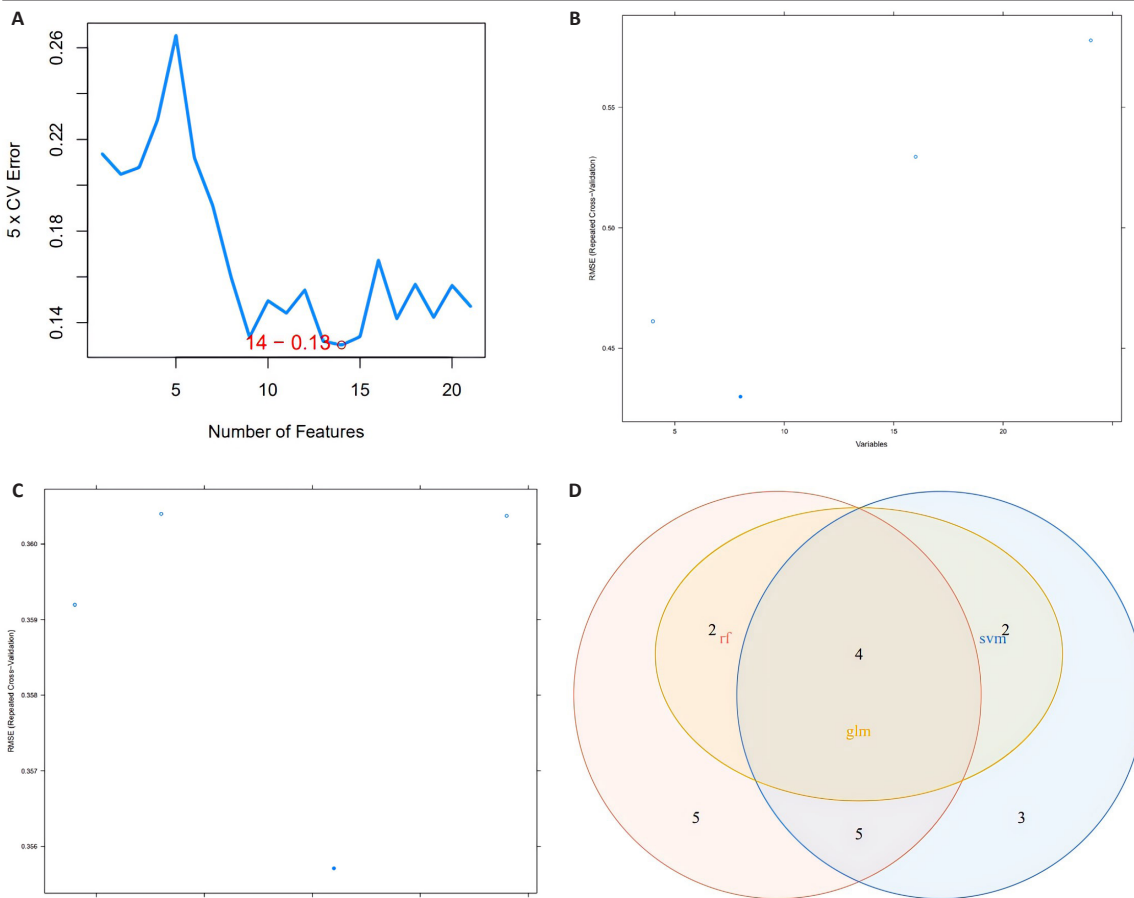 A
5 x CV Error
0.26
0.22
0.18
0.14
14 − 0.13
5
10
15
20
Number of Features
B
RMSE (Repeated Cross−Validation)
0.55
0.50
0.45
5
10
15
20
Variables
C
RMSE (Repeated Cross−Validation)
0.360
0.359
0.358
0.357
0.356
D
2
rf
4
svm
2
glm
5
5
3